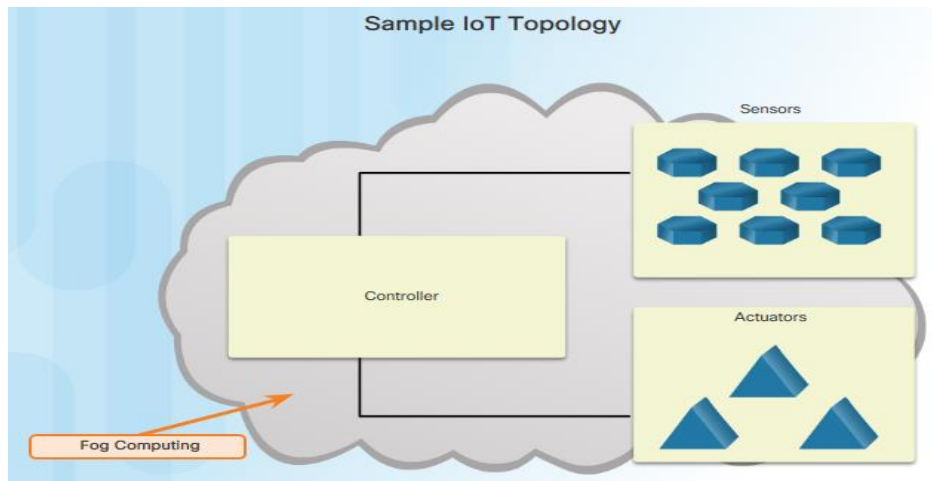 Sample IoT Topology
Sensors
Controller
Actuators
Fog Computing